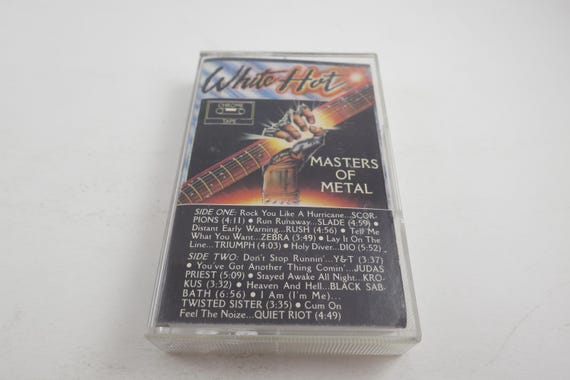 White Hot
CHROME
TAPE
MASTERS
OF
METAL
SIDE ONE: Rock You Like A Hurricane...SCOR-
PIONS (4:11) ● Run Runaway...SLADE (4:59) ●
Distant Early Warning...RUSH (4:56) ● Tell Me
What You Want...ZEBRA (3:49) ● Lay It On The
Line...TRIUMPH (4:03) ● Holy Diver...DIO (5:52)
SIDE TWO: Don't Stop Runnin'...Y&T (3:37)
● You've Got Another Thing Comin'...JUDAS
PRIEST (5:09) ● Stayed Awake All Night...KRO-
KUS (3:32) ● Heaven And Hell...BLACK SAB-
BATH (6:56) ● I Am (I'm Me)...
TWISTED SISTER (3:35) ● Cum On
Feel The Noize...QUIET RIOT (4:49)